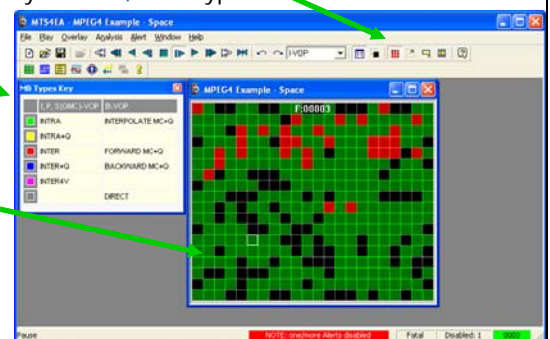 MTS4EA - MPEG4 Example - Space
File Play Overlay Analysis Alert Window Help
I-VOP
MB Types Key
I, P, S(GMC)-VOP B-VOP
INTRA INTERPOLATE MC+Q
INTRA+Q
INTER FORWARD MC+Q
INTER+Q BACKWARD MC+Q
INTER4V
DIRECT
MPEG4 Example - Space
F:00003
Pause NOTE: one/more Alerts disabled Fatal Disabled: 1 0003